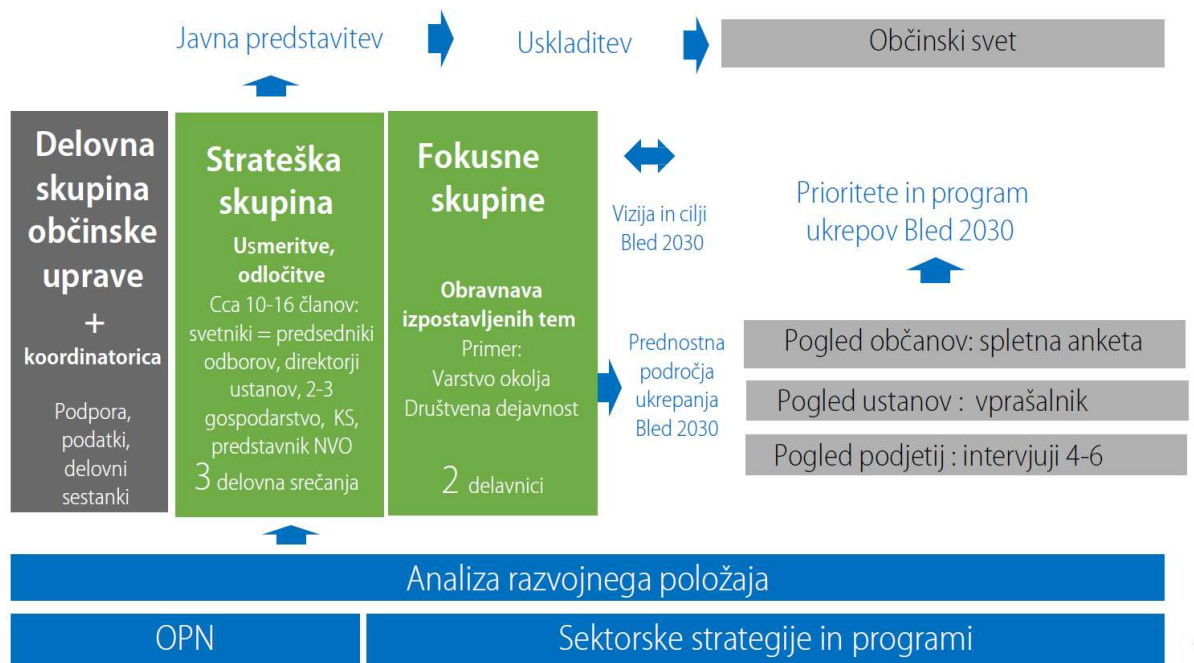 Javna predstavitev
Uskladitev
Občinski svet
Delovna
skupina
občinske
uprave
+
koordinatorica
Podpora,
podatki,
delovni
sestanki
Strateška
skupina
Usmeritve,
odločitve
Cca 10-16 članov:
svetniki = predsedniki
odborov, direktorji
ustanov, 2-3
gospodarstvo, KS,
predstavnik NVO
3 delovna srečanja
Fokusne
skupine
Obravnava
izpostavljenih tem
Primer:
Varstvo okolja
Društvena dejavnost
2 delavnici
Vizija in cilji
Bled 2030
Prednostna
področja
ukrepanja
Bled 2030
Prioritete in program
ukrepov Bled 2030
Pogled občanov: spletna anketa
Pogled ustanov : vprašalnik
Pogled podjetij : intervjuji 4-6
Analiza razvojnega položaja
OPN
Sektorske strategije in programi